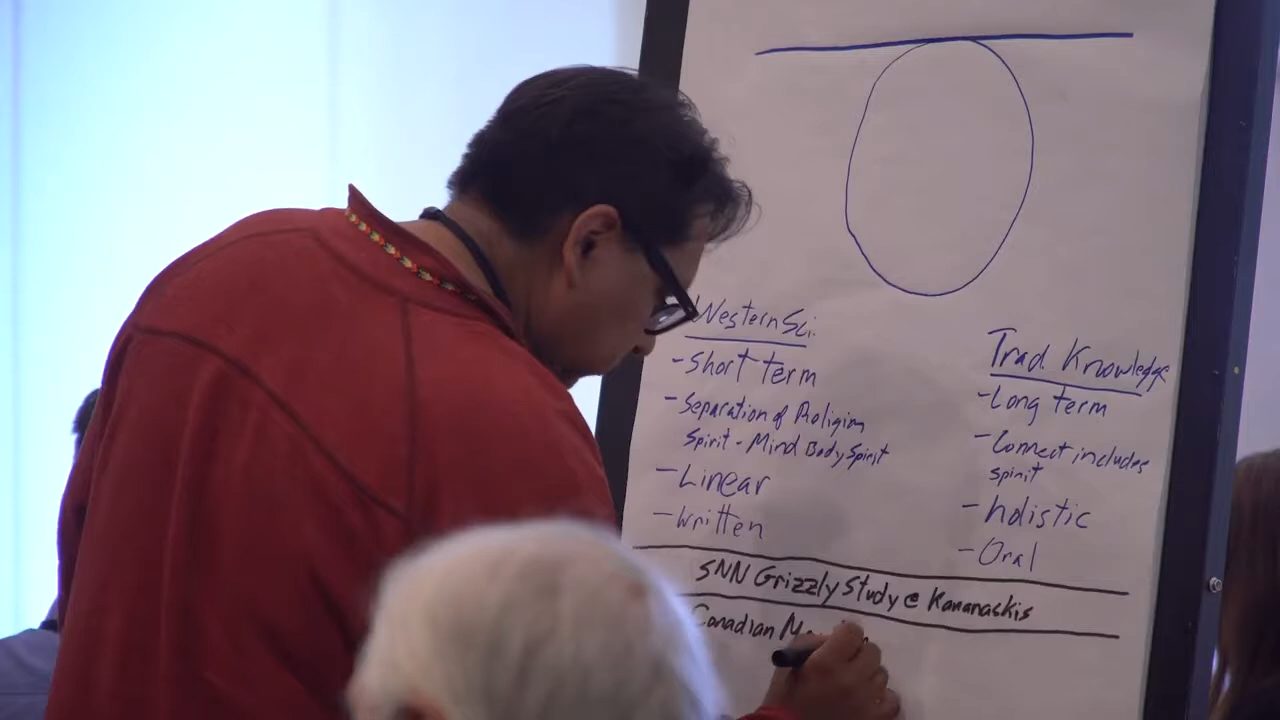 Western Sci.
- Short term
- Separation of Religion
Spirit - Mind Body Spirit
- Linear
- Written
Trad Knowledge
- Long term
- Connect includes
spirit
- holistic
- Oral
SNN Grizzly Study @ Kananaskis
Canadian